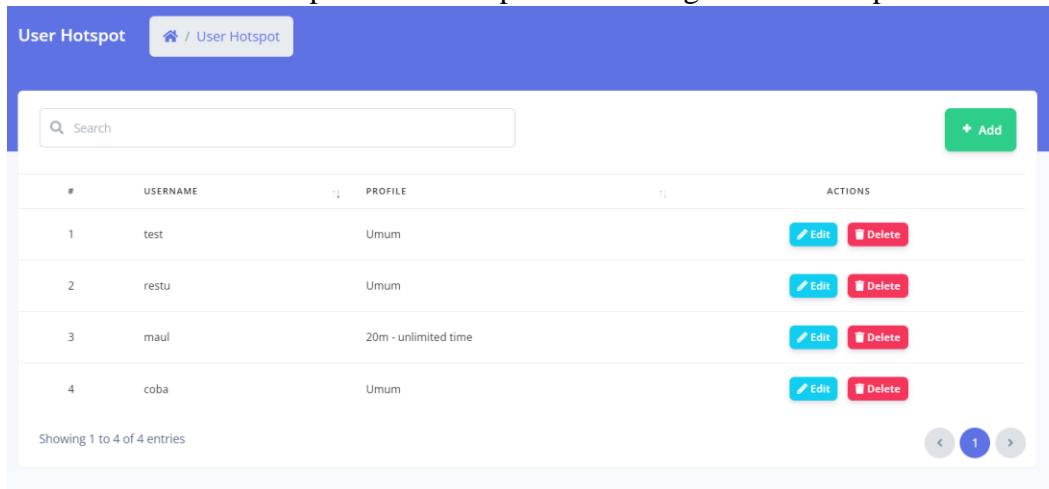 User Hotspot / User Hotspot
Search
+ Add
# USERNAME PROFILE ACTIONS
1 test Umum Edit Delete
2 restu Umum Edit Delete
3 maul 20m - unlimited time Edit Delete
4 coba Umum Edit Delete
Showing 1 to 4 of 4 entries
< 1 >